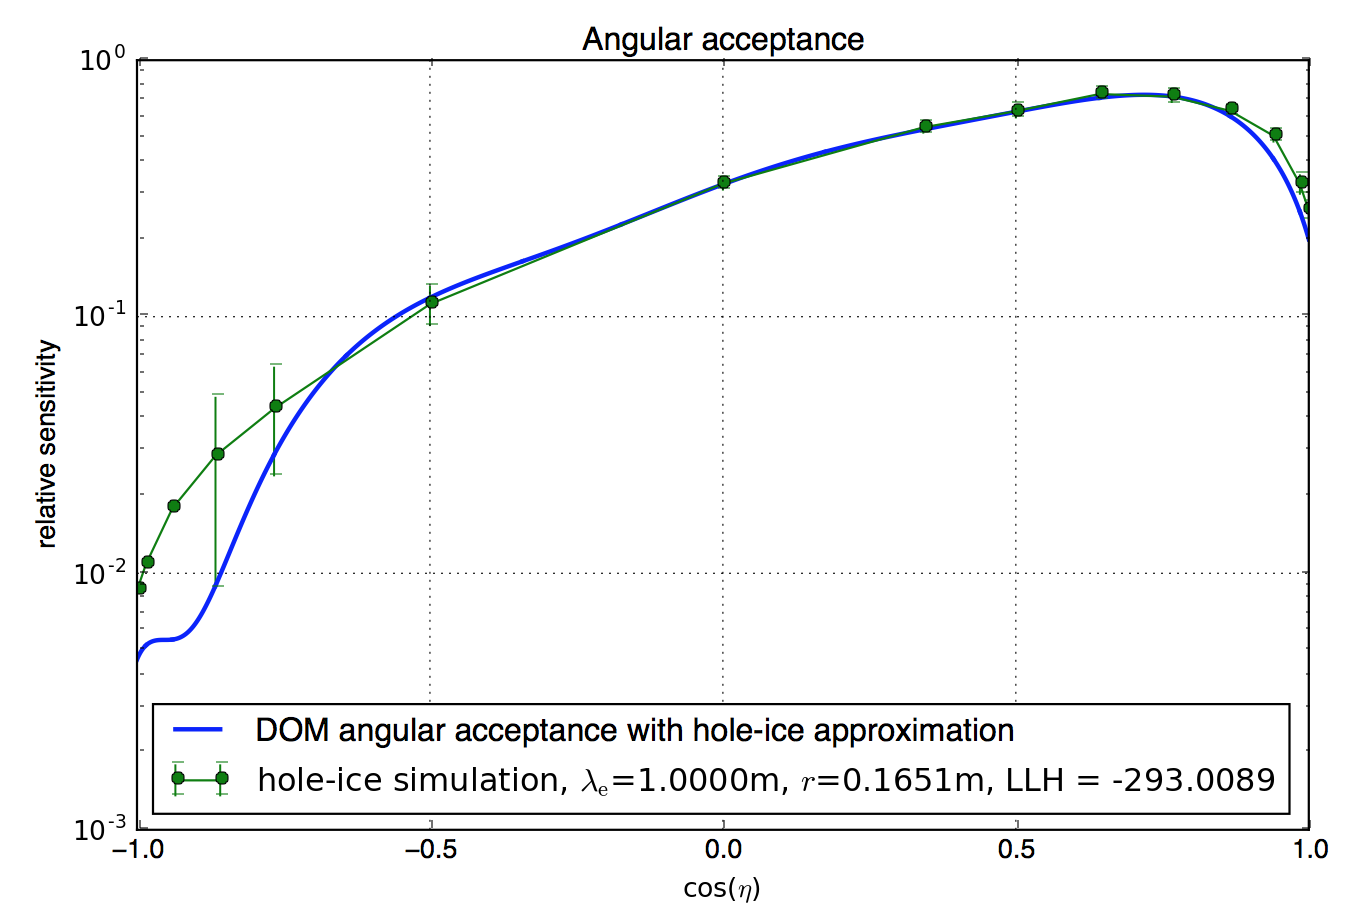 Angular acceptance
10^0
10^-1
10^-2
10^-3
relative sensitivity
−1.0 −0.5 0.0 0.5 1.0
cos(η)
DOM angular acceptance with hole-ice approximation
hole-ice simulation, λe=1.0000m, r=0.1651m, LLH = -293.0089